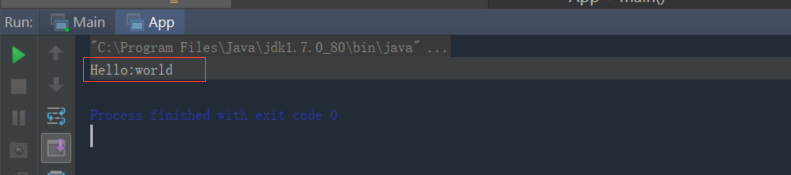 App > main()
Run: Main App
"C:\Program Files\Java\jdk1.7.0_80\bin\java" ...
Hello:world
Process finished with exit code 0